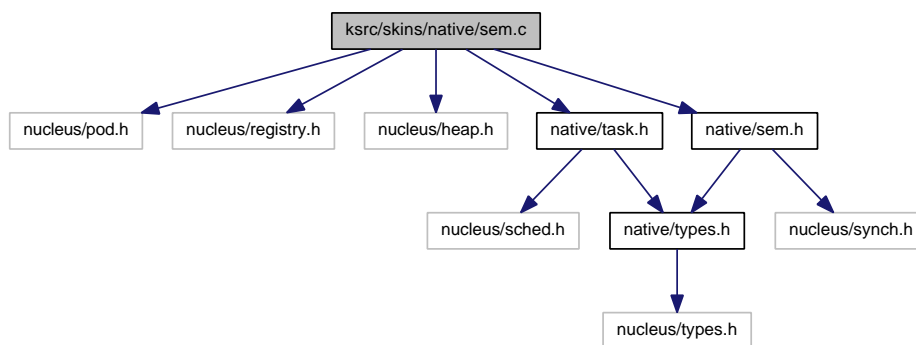 ksrc/skins/native/sem.c
nucleus/pod.h
nucleus/registry.h
nucleus/heap.h
native/task.h
native/sem.h
nucleus/sched.h
native/types.h
nucleus/synch.h
nucleus/types.h